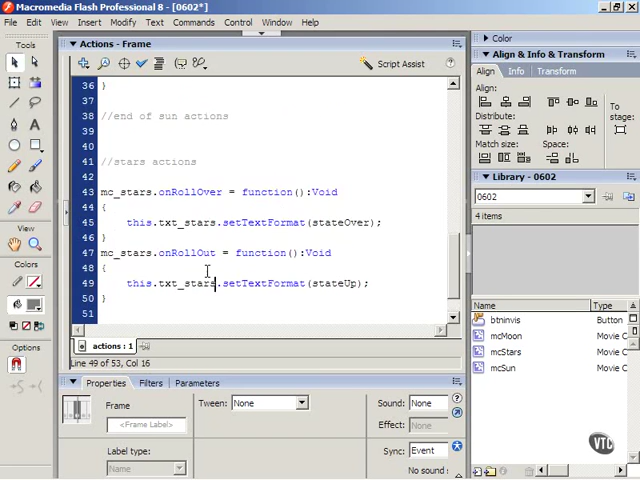 Macromedia Flash Professional 8 - [0602*]
File Edit View Insert Modify Text Commands Control Window Help
Tools
View
Colors
Options
Actions - Frame
Script Assist
36 }
37
38 //end of sun actions
39
40
41 //stars actions
42
43 mc_stars.onRollOver = function():Void
44 {
45 this.txt_stars.setTextFormat(stateOver);
46 }
47 mc_stars.onRollOut = function():Void
48 {
49 this.txt_stars.setTextFormat(stateUp);
50 }
51
actions : 1
Line 49 of 53, Col 16
Properties Filters Parameters
Frame
<Frame Label>
Label type:
Name
Tween: None
Sound: None
Effect: None
Sync: Event
No sound s
Color
Align & Info & Transform
Align Info Transform
Align:
Distribute:
Match size:
Space:
To stage:
Library - 0602
0602
4 items
Name Type
btninvis Button
mcMoon Movie C
mcStars Movie C
mcSun Movie C
VTC